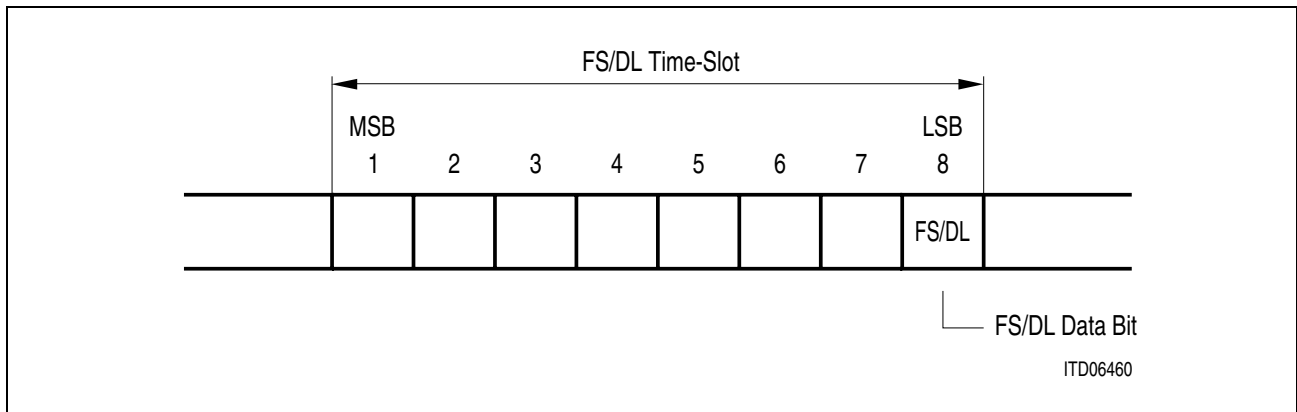 FS/DL Time-Slot
MSB LSB
1 2 3 4 5 6 7 8
FS/DL
FS/DL Data Bit
ITD06460